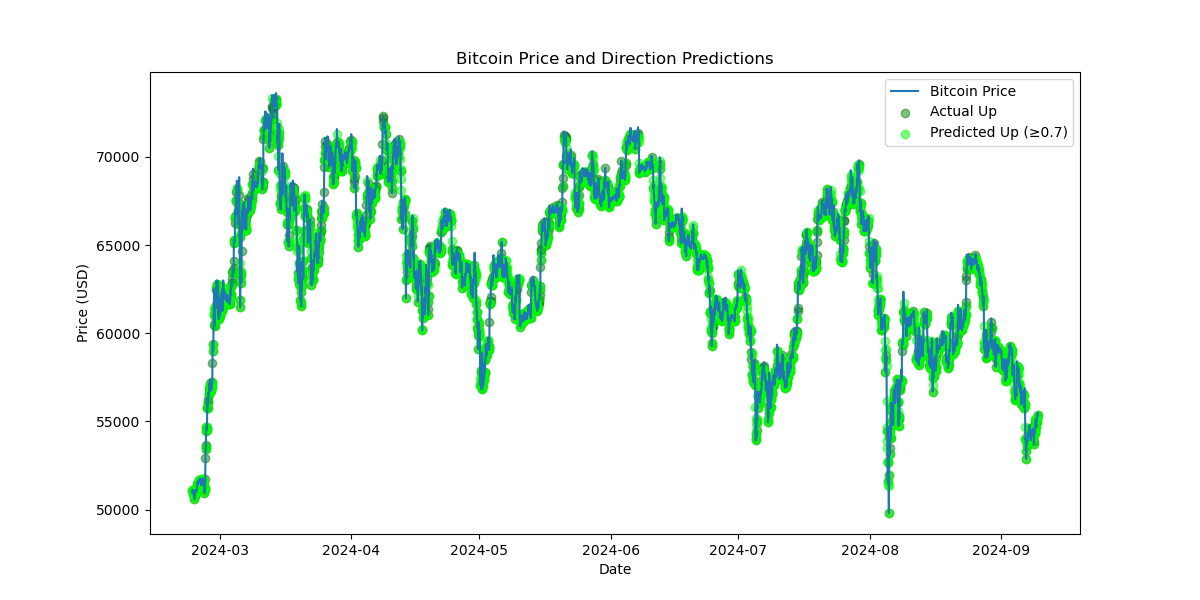 Bitcoin Price and Direction Predictions
Bitcoin Price
Actual Up
Predicted Up (≥0.7)
Price (USD)
70000
65000
60000
55000
50000
2024-03 2024-04 2024-05 2024-06 2024-07 2024-08 2024-09
Date